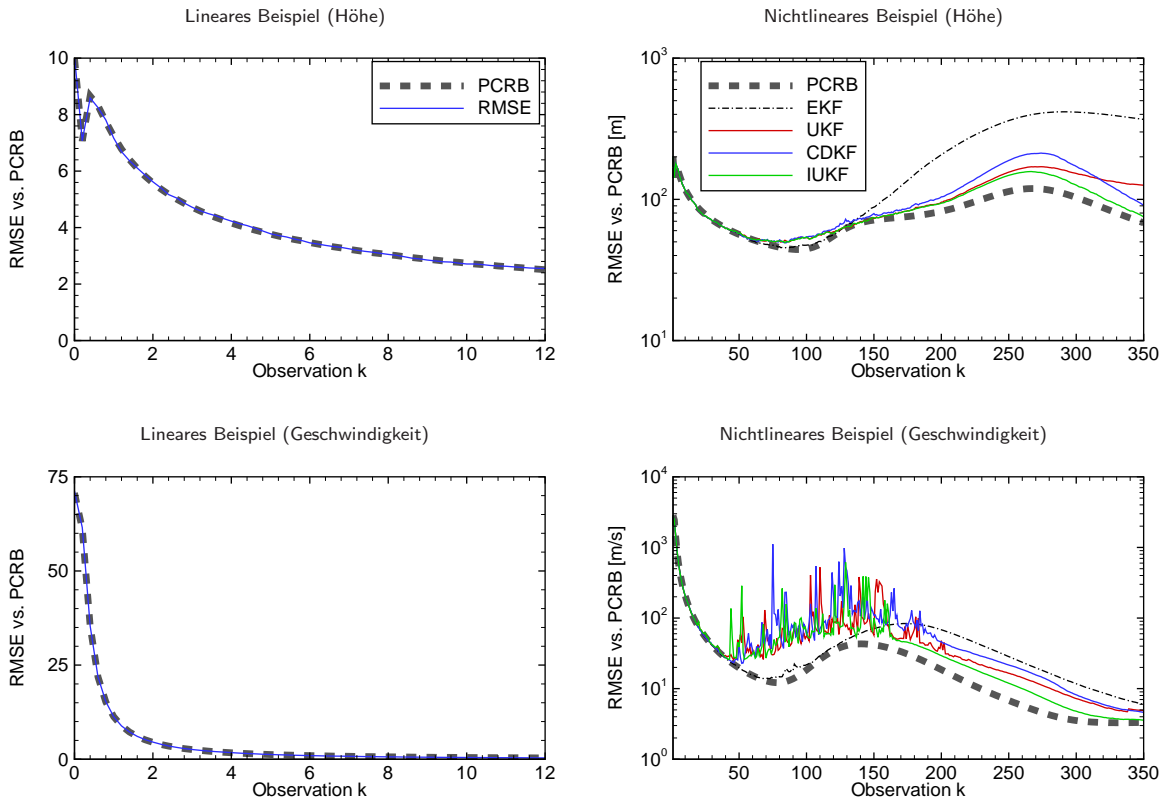 Lineares Beispiel (Höhe)
RMSE vs. PCRB
10
8
6
4
2
0
0 2 4 6 8 10 12
Observation k
PCRB
RMSE
Nichtlineares Beispiel (Höhe)
RMSE vs. PCRB [m]
10³
10²
10¹
50 100 150 200 250 300 350
Observation k
PCRB
EKF
UKF
CDKF
IUKF
Lineares Beispiel (Geschwindigkeit)
RMSE vs. PCRB
75
50
25
0
0 2 4 6 8 10 12
Observation k
Nichtlineares Beispiel (Geschwindigkeit)
RMSE vs. PCRB [m/s]
10⁴
10³
10²
10¹
10⁰
50 100 150 200 250 300 350
Observation k